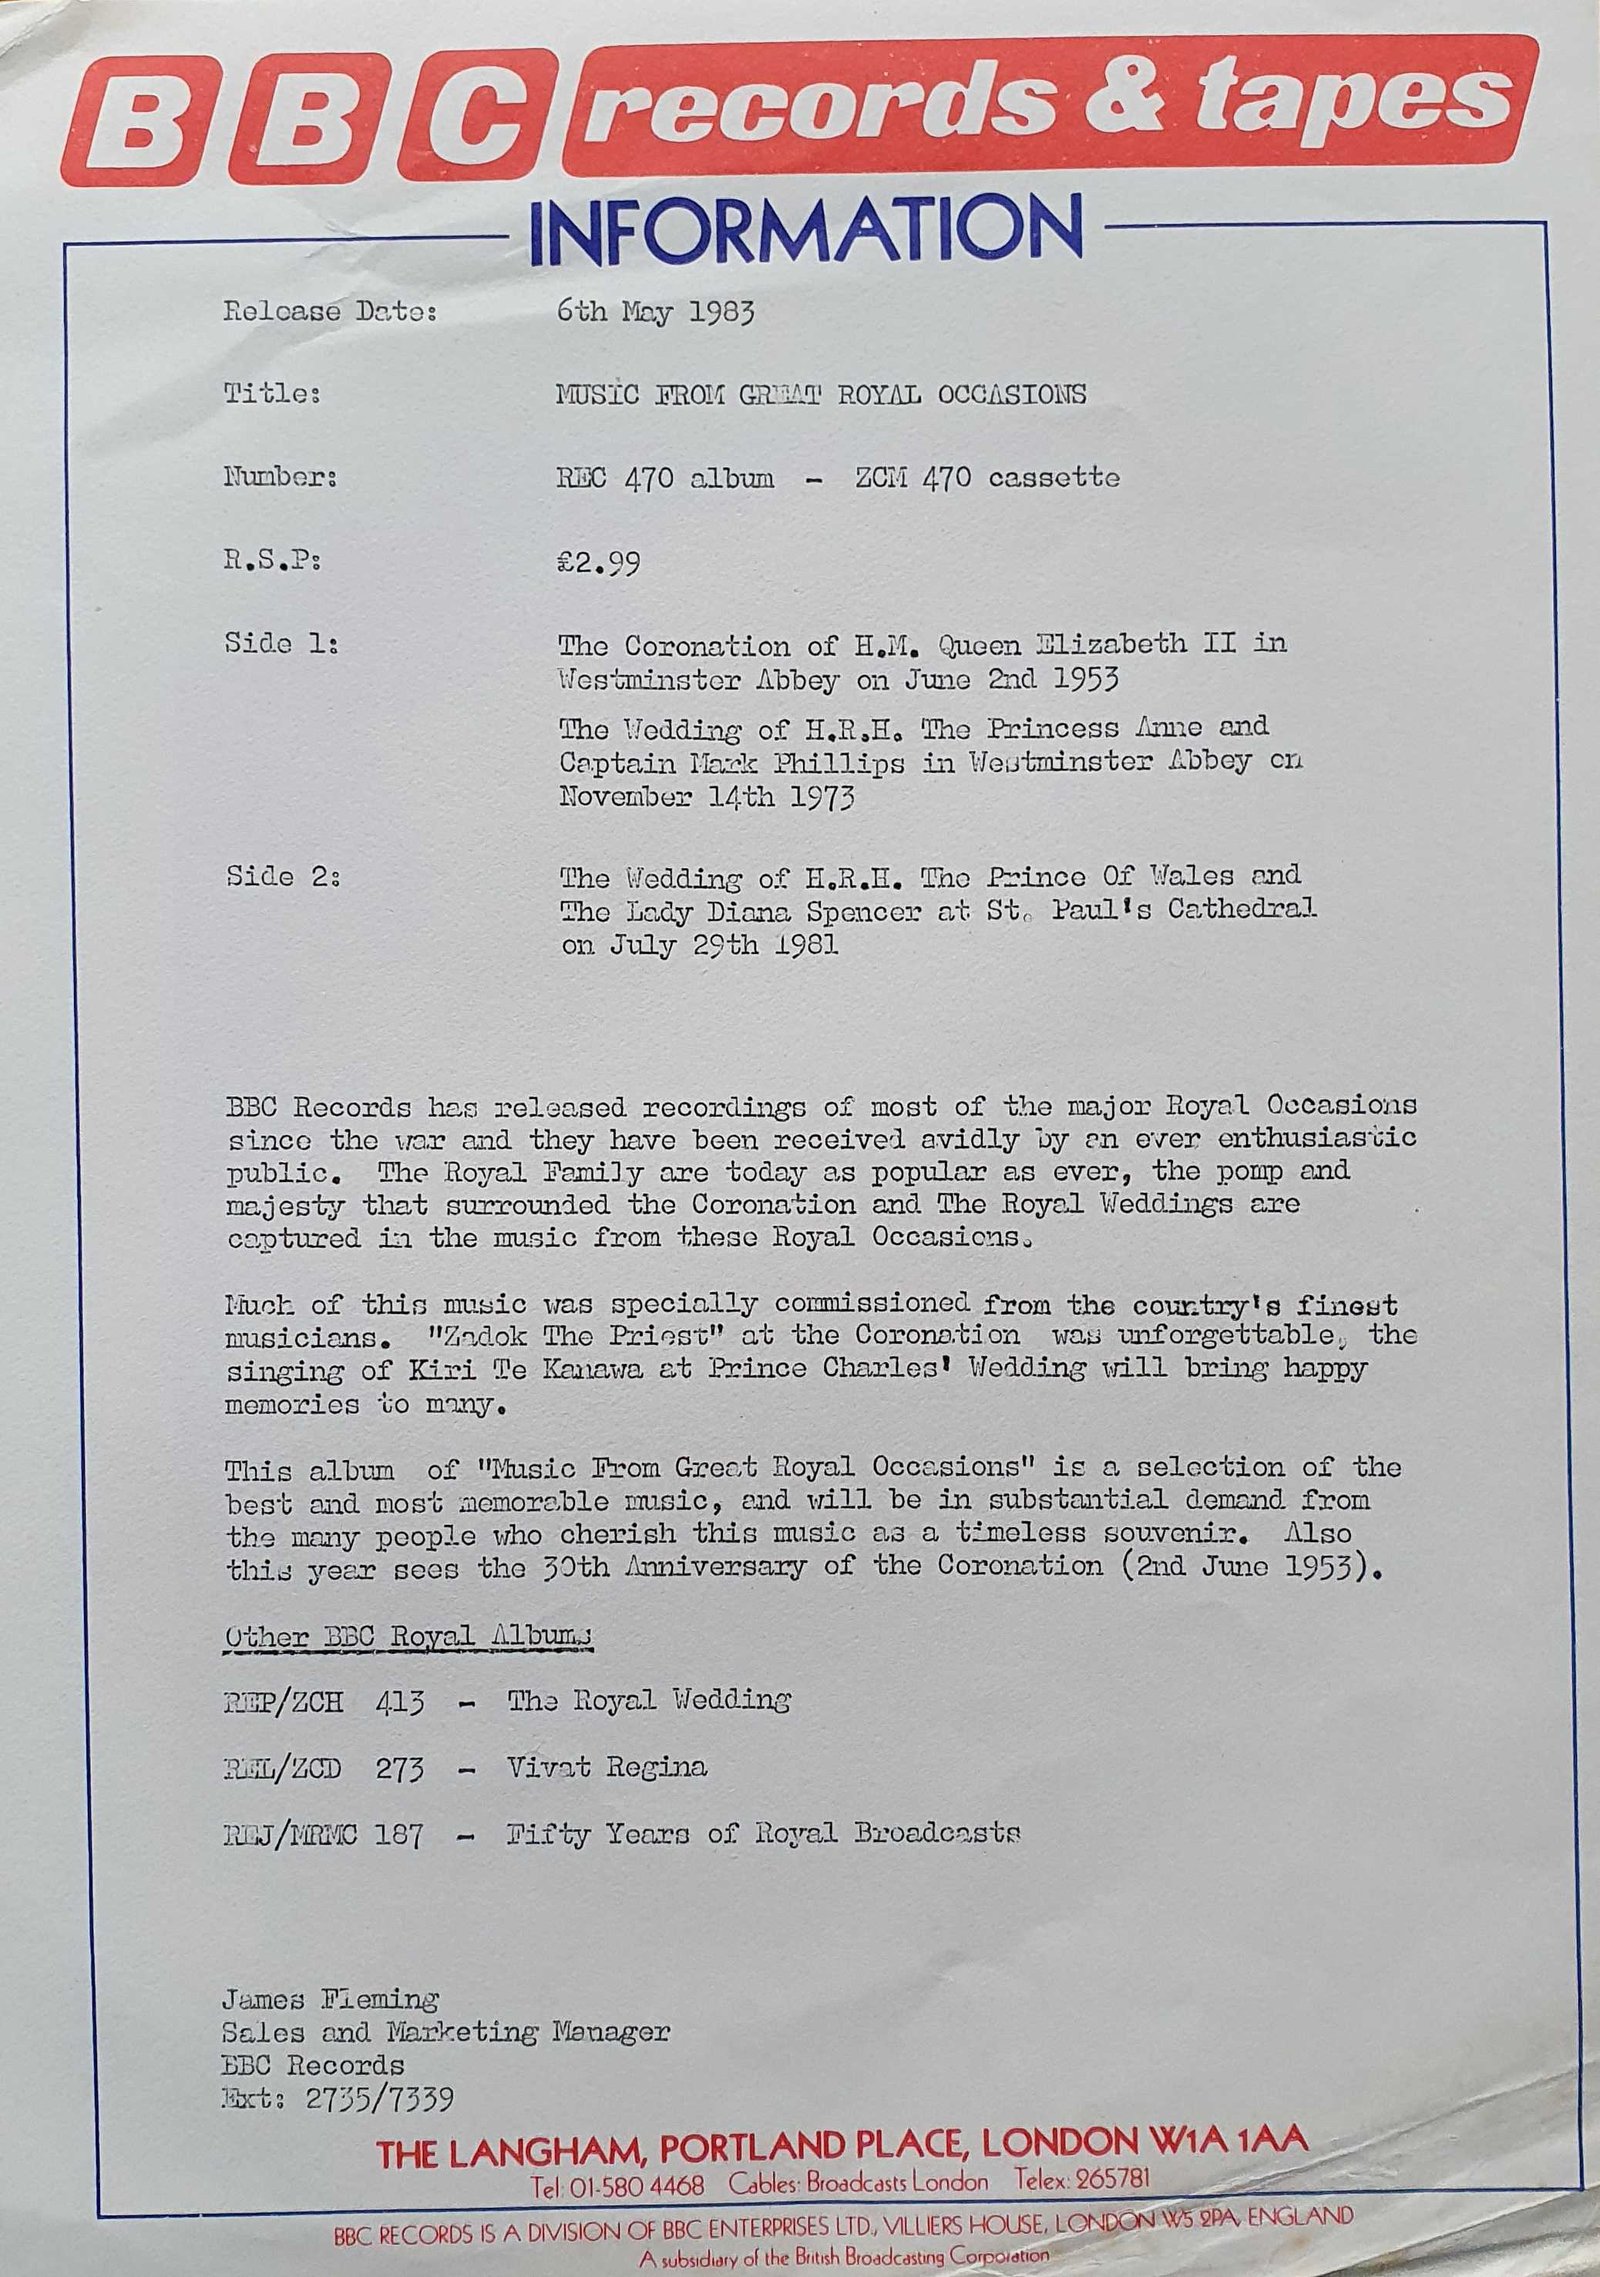 BBC records & tapes
INFORMATION
Release Date: 6th May 1983
Title: MUSIC FROM GREAT ROYAL OCCASIONS
Number: REC 470 album - ZCM 470 cassette
R.S.P: £2.99
Side 1: The Coronation of H.M. Queen Elizabeth II in
Westminster Abbey on June 2nd 1953
The Wedding of H.R.H. The Princess Anne and
Captain Mark Phillips in Westminster Abbey on
November 14th 1973
Side 2: The Wedding of H.R.H. The Prince Of Wales and
The Lady Diana Spencer at St. Paul's Cathedral
on July 29th 1981
BBC Records has released recordings of most of the major Royal Occasions
since the war and they have been received avidly by an ever enthusiastic
public. The Royal Family are today as popular as ever, the pomp and
majesty that surrounded the Coronation and The Royal Weddings are
captured in the music from these Royal Occasions.
Much of this music was specially commissioned from the country's finest
musicians. "Zadok The Priest" at the Coronation was unforgettable, the
singing of Kiri Te Kanawa at Prince Charles' Wedding will bring happy
memories to many.
This album of "Music From Great Royal Occasions" is a selection of the
best and most memorable music, and will be in substantial demand from
the many people who cherish this music as a timeless souvenir. Also
this year sees the 30th Anniversary of the Coronation (2nd June 1953).
Other BBC Royal Albums
REP/ZCH 413 - The Royal Wedding
REL/ZCD 273 - Vivat Regina
REJ/MRMC 187 - Fifty Years of Royal Broadcasts
James Fleming
Sales and Marketing Manager
BBC Records
Ext: 2735/7339
THE LANGHAM, PORTLAND PLACE, LONDON W1A 1AA
Tel: 01-580 4468 Cables: Broadcasts London Telex: 265781
BBC RECORDS IS A DIVISION OF BBC ENTERPRISES LTD., VILLIERS HOUSE, LONDON W5 2PA, ENGLAND
A subsidiary of the British Broadcasting Corporation